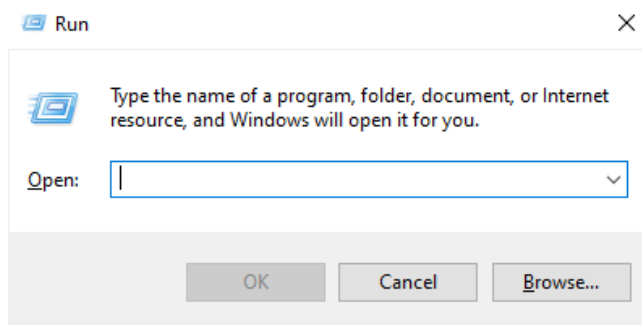 Run
Type the name of a program, folder, document, or Internet
resource, and Windows will open it for you.
Open:
OK Cancel Browse...